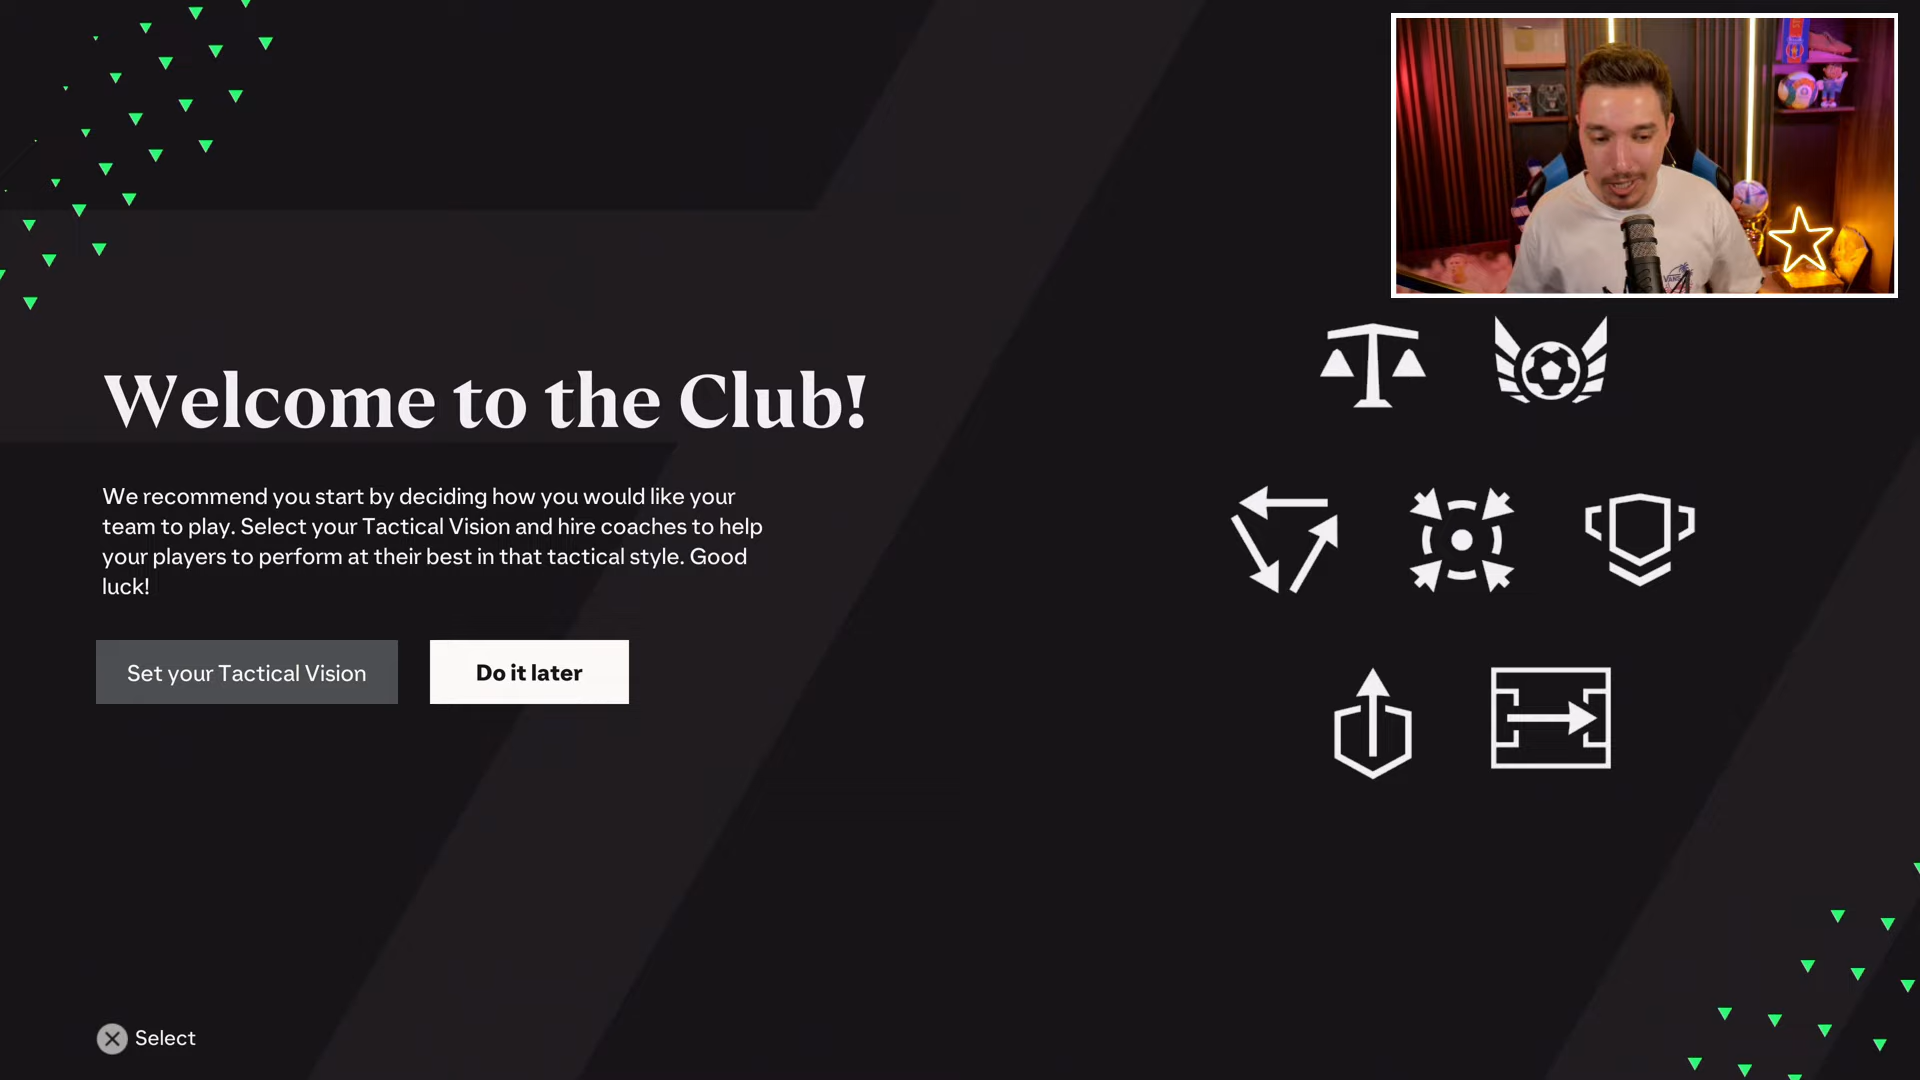 Welcome to the Club!
We recommend you start by deciding how you would like your
team to play. Select your Tactical Vision and hire coaches to help
your players to perform at their best in that tactical style. Good
luck!
Set your Tactical Vision
Do it later
Select